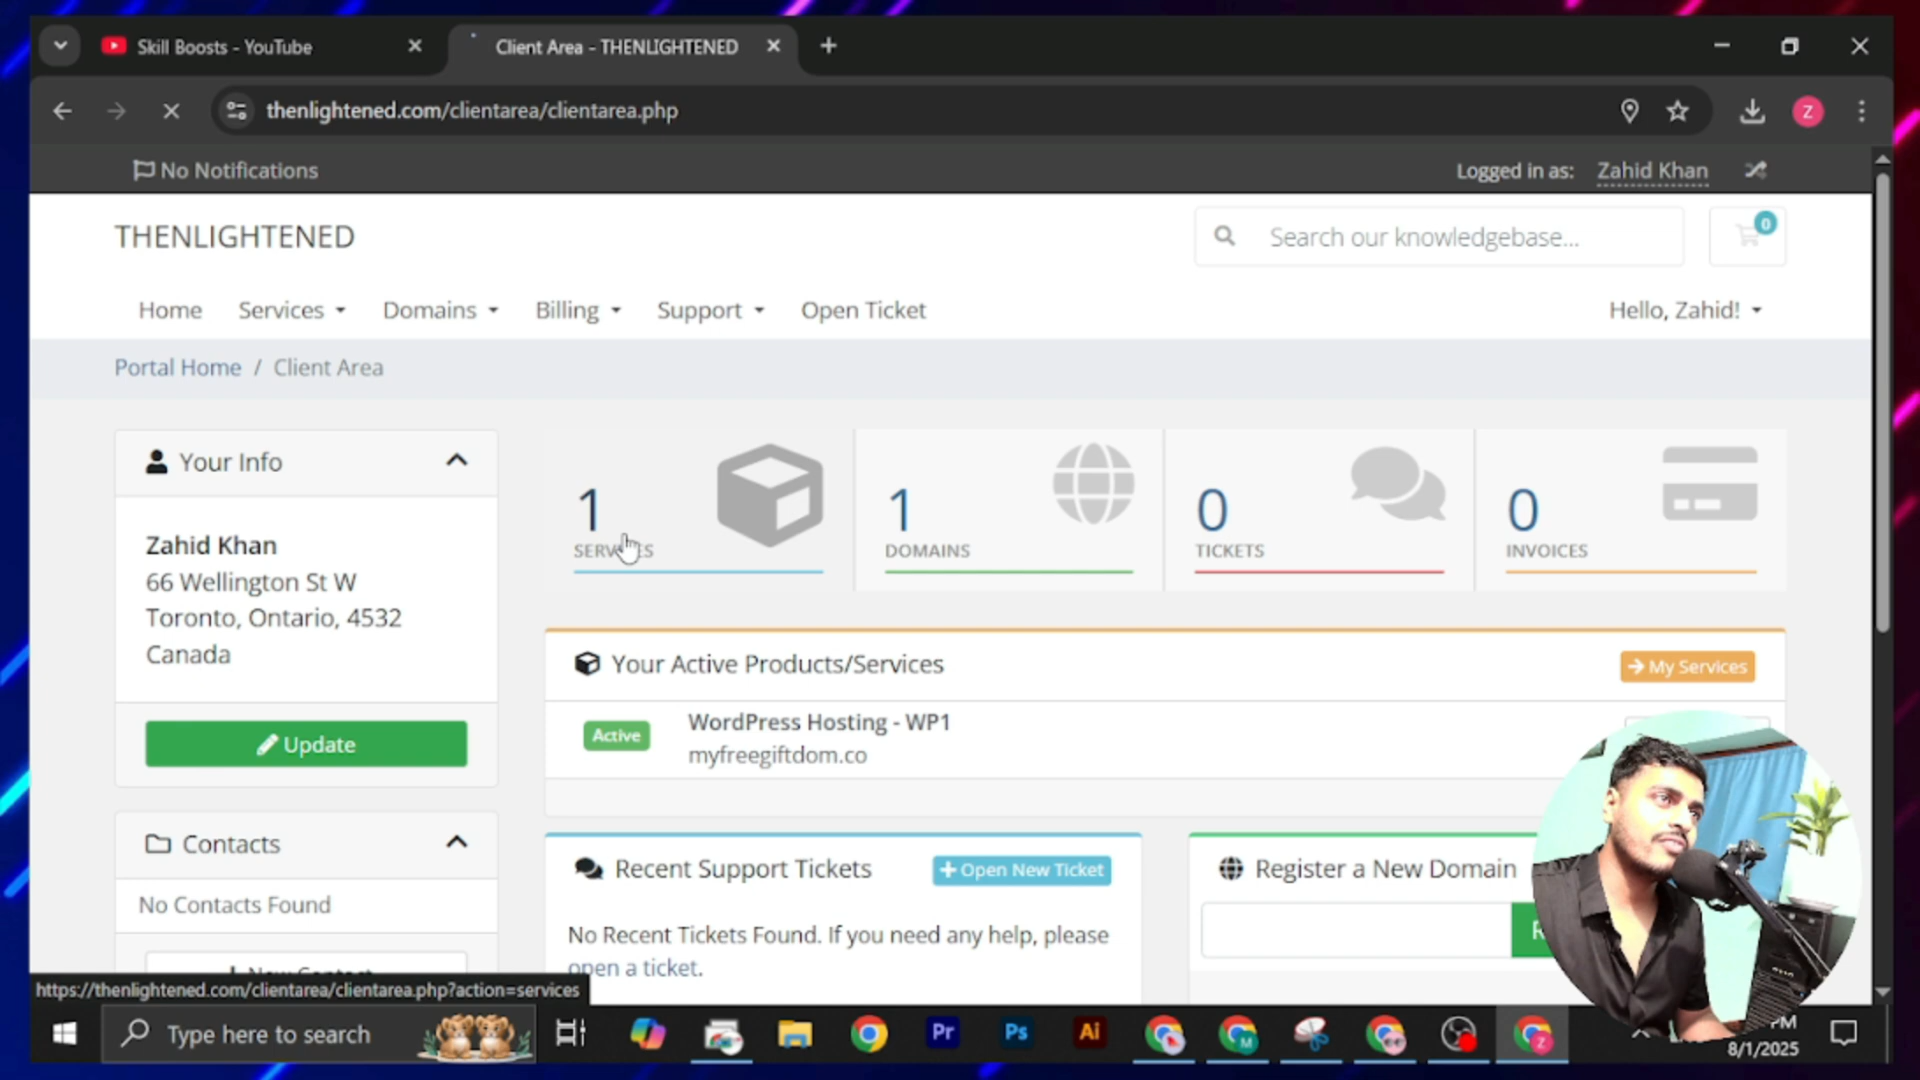 Skill Boosts - YouTube
Client Area - THENLIGHTENED
thenlightened.com/clientarea/clientarea.php
Z
No Notifications
Logged in as: Zahid Khan
THENLIGHTENED
Search our knowledgebase...
0
Home Services Domains Billing Support Open Ticket
Hello, Zahid!
Portal Home / Client Area
Your Info
Zahid Khan
66 Wellington St W
Toronto, Ontario, 4532
Canada
Update
Contacts
No Contacts Found
1
SERVICES
1
DOMAINS
0
TICKETS
0
INVOICES
Your Active Products/Services
My Services
Active
WordPress Hosting - WP1
myfreegiftdom.co
Recent Support Tickets
Open New Ticket
No Recent Tickets Found. If you need any help, please
open a ticket.
Register a New Domain
https://thenlightened.com/clientarea/clientarea.php?action=services
Type here to search
Pr
Ps
Ai
M
Z
PM
8/1/2025